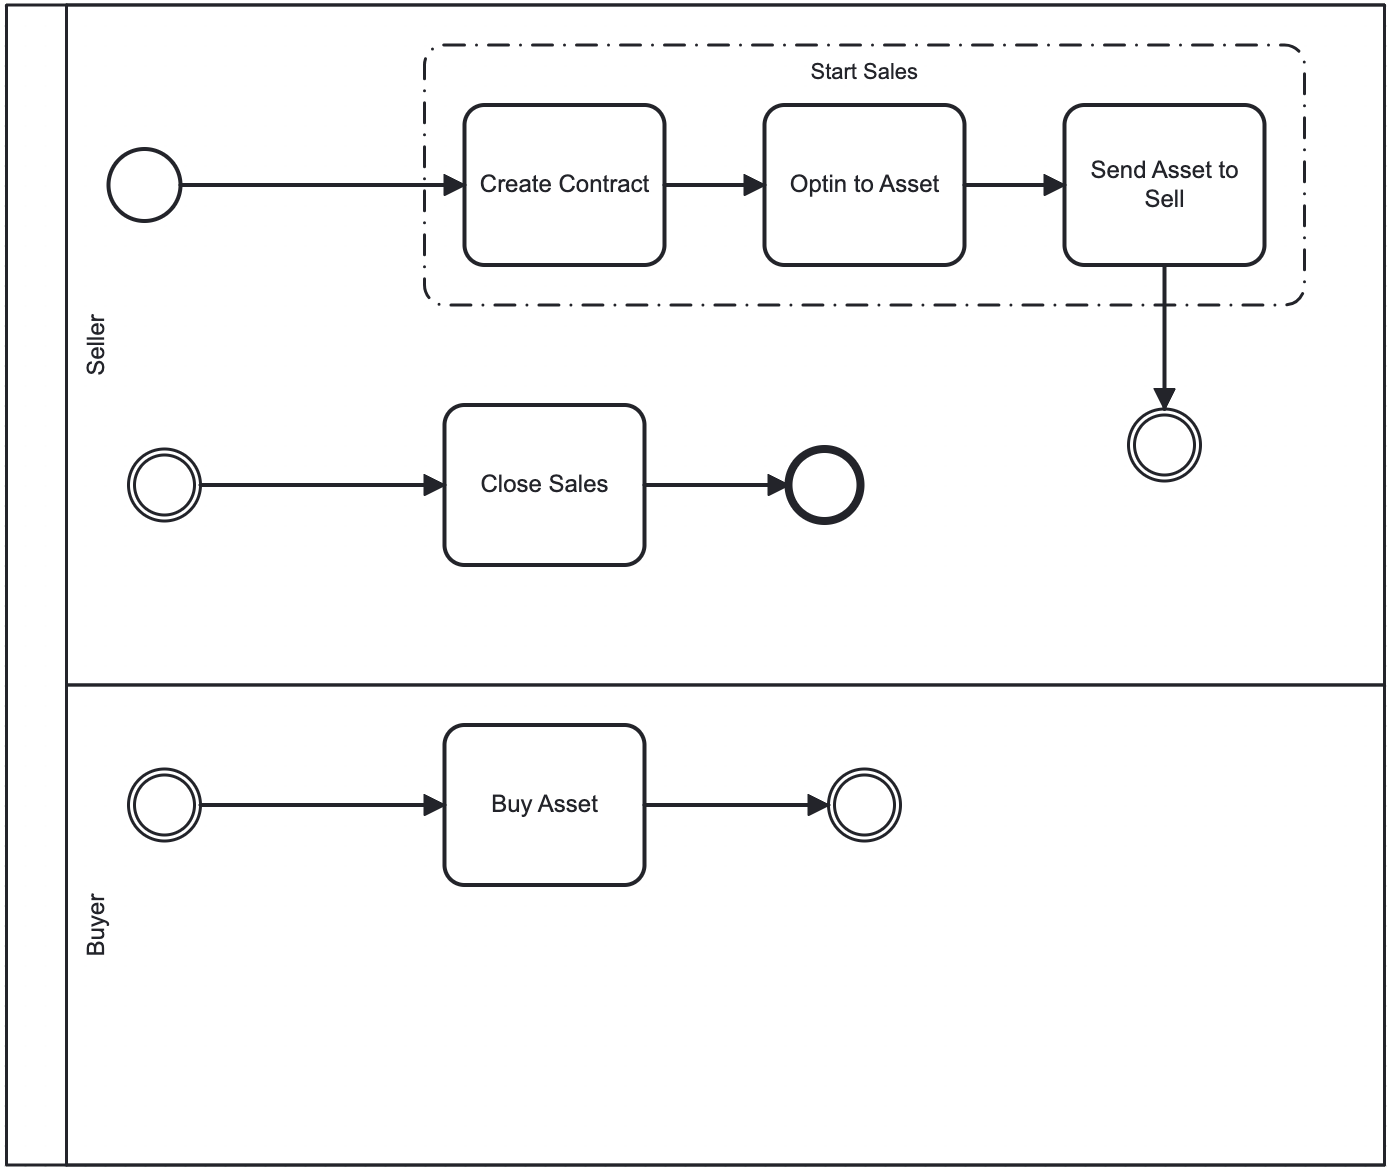 Start Sales
Create Contract
Optin to Asset
Send Asset to
Sell
Seller
Close Sales
Buy Asset
Buyer